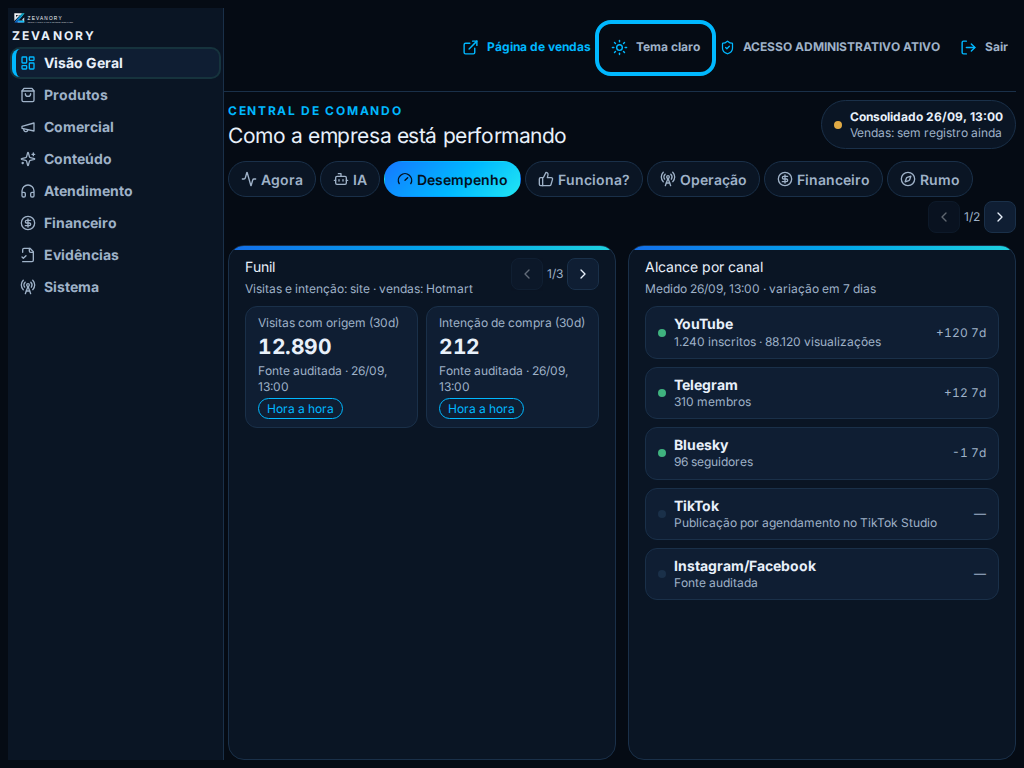 ZEVANORY
ZEVANORY
Visão Geral
Produtos
Comercial
Conteúdo
Atendimento
Financeiro
Evidências
Sistema
Página de vendas
Tema claro
ACESSO ADMINISTRATIVO ATIVO
Sair
CENTRAL DE COMANDO
Como a empresa está performando
Consolidado 26/09, 13:00
Vendas: sem registro ainda
Agora
IA
Desempenho
Funciona?
Operação
Financeiro
Rumo
1/2
Funil
Visitas e intenção: site · vendas: Hotmart
1/3
Visitas com origem (30d)
12.890
Fonte auditada · 26/09,
13:00
Hora a hora
Intenção de compra (30d)
212
Fonte auditada · 26/09,
13:00
Hora a hora
Alcance por canal
Medido 26/09, 13:00 · variação em 7 dias
YouTube
1.240 inscritos · 88.120 visualizações
+120 7d
Telegram
310 membros
+12 7d
Bluesky
96 seguidores
-1 7d
TikTok
Publicação por agendamento no TikTok Studio
—
Instagram/Facebook
Fonte auditada
—